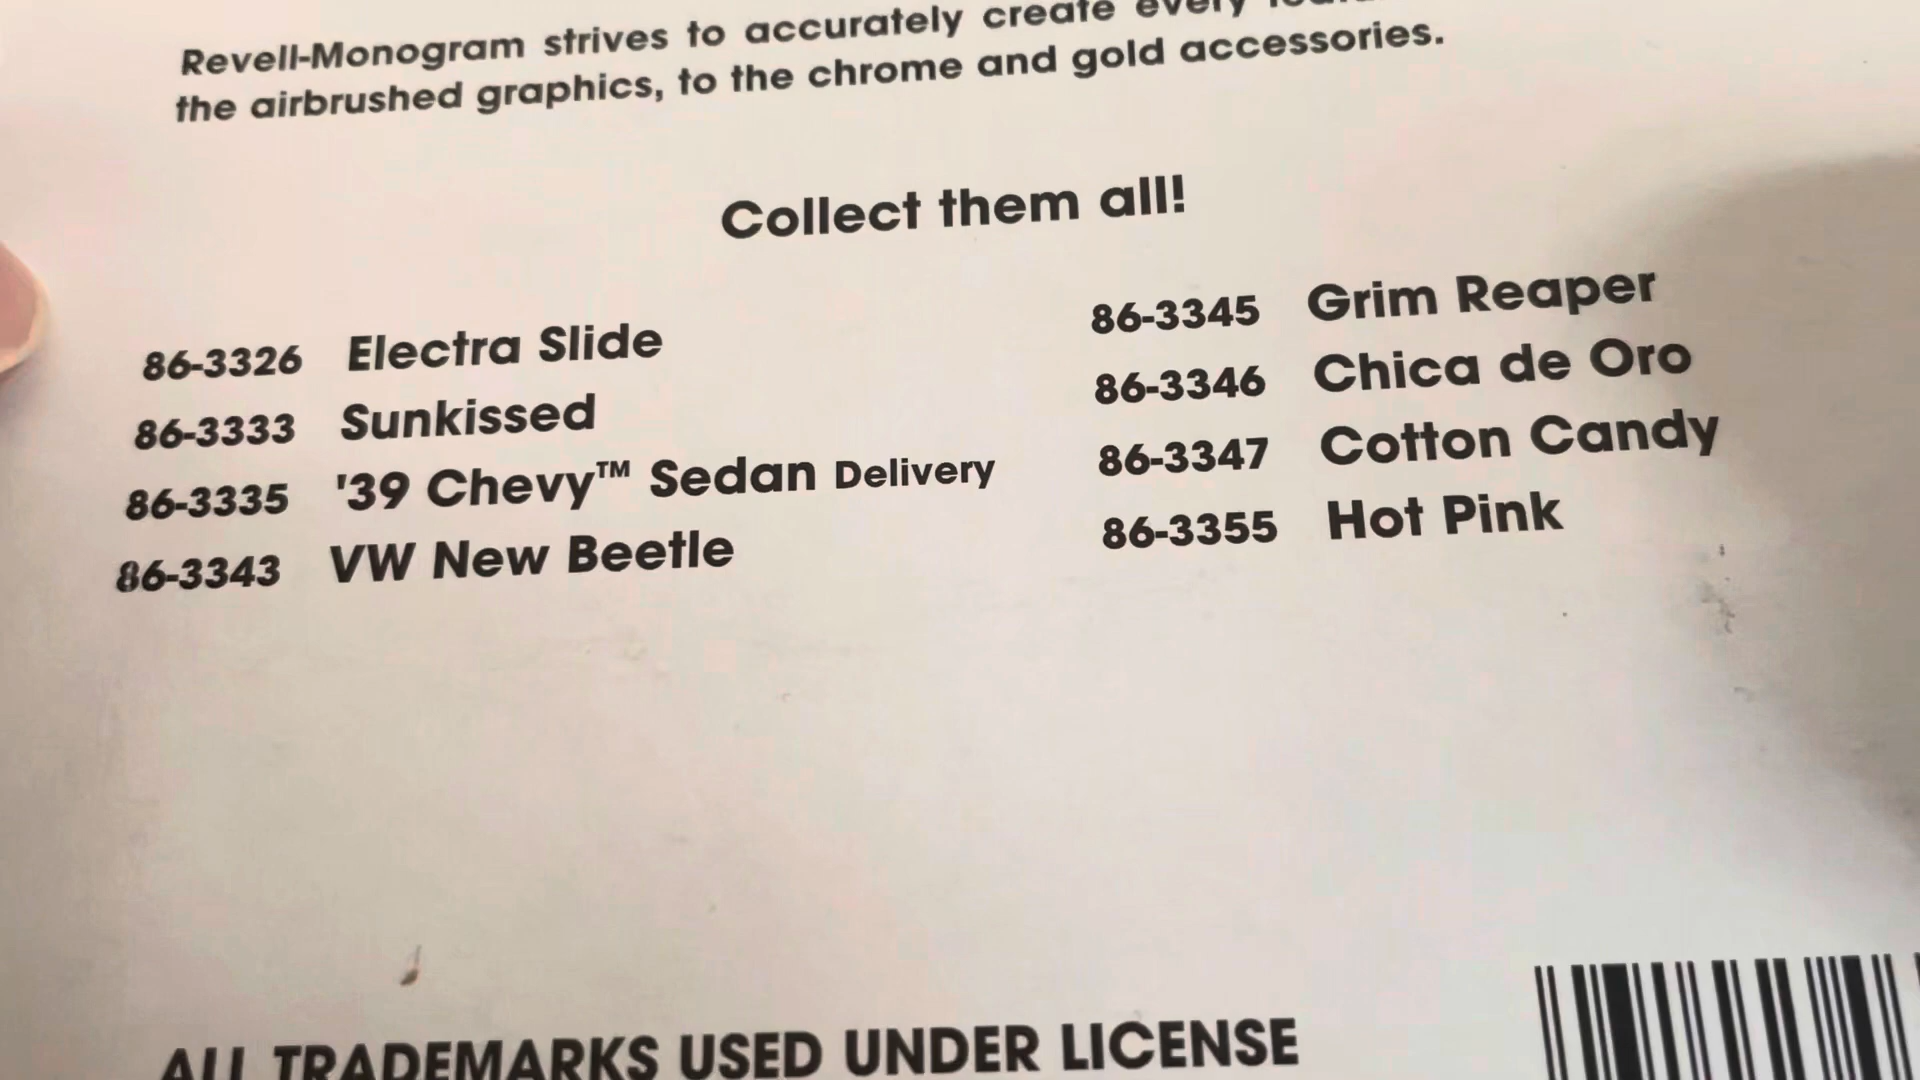 Revell-Monogram strives to accurately create every
the airbrushed graphics, to the chrome and gold accessories.
Collect them all!
86-3326 Electra Slide
86-3333 Sunkissed
86-3335 '39 Chevy™ Sedan Delivery
86-3343 VW New Beetle
86-3345 Grim Reaper
86-3346 Chica de Oro
86-3347 Cotton Candy
86-3355 Hot Pink
ALL TRADEMARKS USED UNDER LICENSE